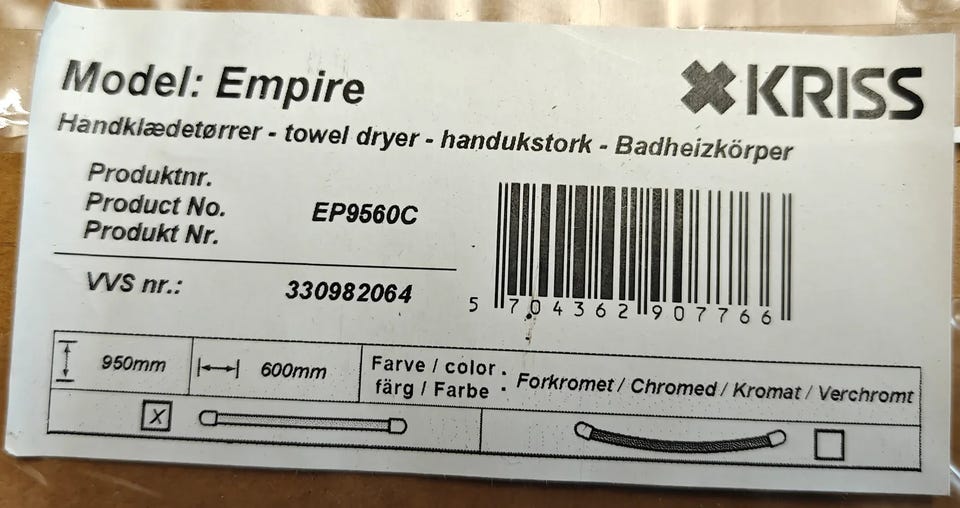 Model: Empire
KRISS
Handklædetørrer - towel dryer - handukstork - Badheizkörper
Produktnr.
Product No. EP9560C
Produkt Nr.
VVS nr.: 330982064
5 704362 907766
950mm 600mm
Farve / color .
färg / Farbe . Forkromet / Chromed / Kromat / Verchromt
X